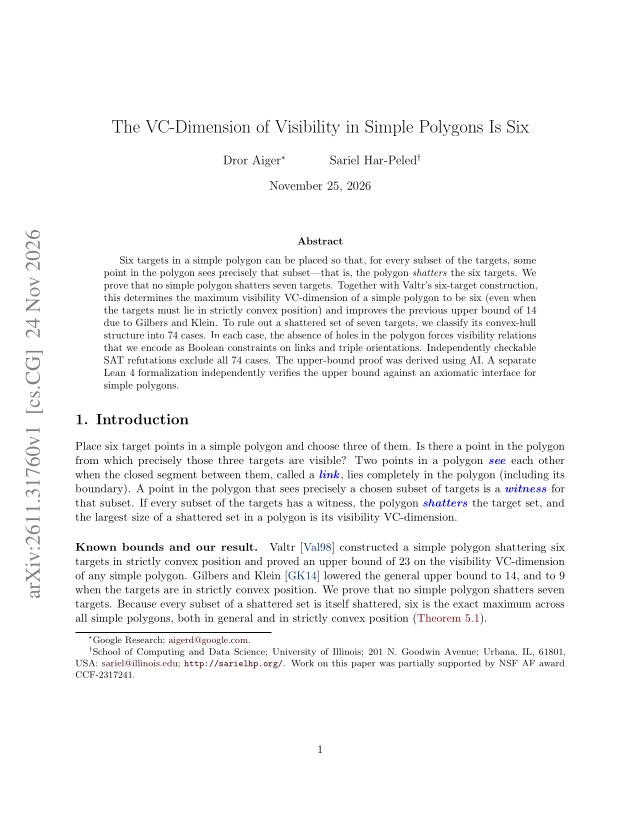 The VC-Dimension of Visibility in Simple Polygons Is Six
Dror Aiger* Sariel Har-Peled†
November 25, 2026
Abstract
Six targets in a simple polygon can be placed so that, for every subset of the targets, some
point in the polygon sees precisely that subset—that is, the polygon shatters the six targets. We
prove that no simple polygon shatters seven targets. Together with Valtr's six-target construction,
this determines the maximum visibility VC-dimension of a simple polygon to be six (even when
the targets must lie in strictly convex position) and improves the previous upper bound of 14
due to Gilbers and Klein. To rule out a shattered set of seven targets, we classify its convex-hull
structure into 74 cases. In each case, the absence of holes in the polygon forces visibility relations
that we encode as Boolean constraints on links and triple orientations. Independently checkable
SAT refutations exclude all 74 cases. The upper-bound proof was derived using AI. A separate
Lean 4 formalization independently verifies the upper bound against an axiomatic interface for
simple polygons.
arXiv:2611.31760v1 [cs.CG] 24 Nov 2026
1. Introduction
Place six target points in a simple polygon and choose three of them. Is there a point in the polygon
from which precisely those three targets are visible? Two points in a polygon see each other
when the closed segment between them, called a link, lies completely in the polygon (including its
boundary). A point in the polygon that sees precisely a chosen subset of targets is a witness for
that subset. If every subset of the targets has a witness, the polygon shatters the target set, and
the largest size of a shattered set in a polygon is its visibility VC-dimension.
Known bounds and our result. Valtr [Val98] constructed a simple polygon shattering six
targets in strictly convex position and proved an upper bound of 23 on the visibility VC-dimension
of any simple polygon. Gilbers and Klein [GK14] lowered the general upper bound to 14, and to 9
when the targets are in strictly convex position. We prove that no simple polygon shatters seven
targets. Because every subset of a shattered set is itself shattered, six is the exact maximum across
all simple polygons, both in general and in strictly convex position (Theorem 5.1).
*Google Research; aigerd@google.com.
†School of Computing and Data Science; University of Illinois; 201 N. Goodwin Avenue; Urbana, IL, 61801,
USA; sariel@illinois.edu; http://sarielhp.org/. Work on this paper was partially supported by NSF AF award
CCF-2317241.
1